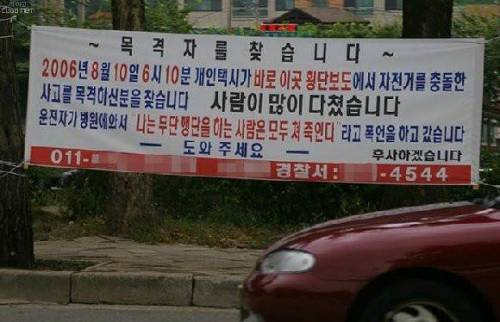 ~ 목격자를 찾습니다 ~
2006년 8월 10일 6시 10분 개인택시가 바로 이곳 횡단보도에서 자전거를 충돌한
사고를 목격하신분을 찾습니다 사람이 많이 다쳤습니다
운전자가 병원에와서 "나는 무단 행단을 하는 사람은 모두 쳐 죽인다" 라고 폭언을 하고 갔습니다
도와 주세요 후사하겠습니다
011- 경찰서: -4544